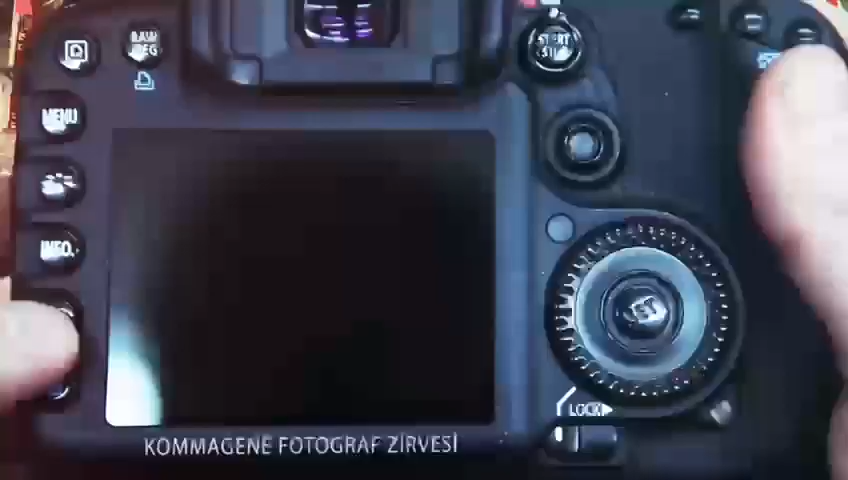 RAW
JPEG
START
STOP
MENU
INFO.
SET
LOCK
KOMMAGENE FOTOGRAF ZİRVESİ